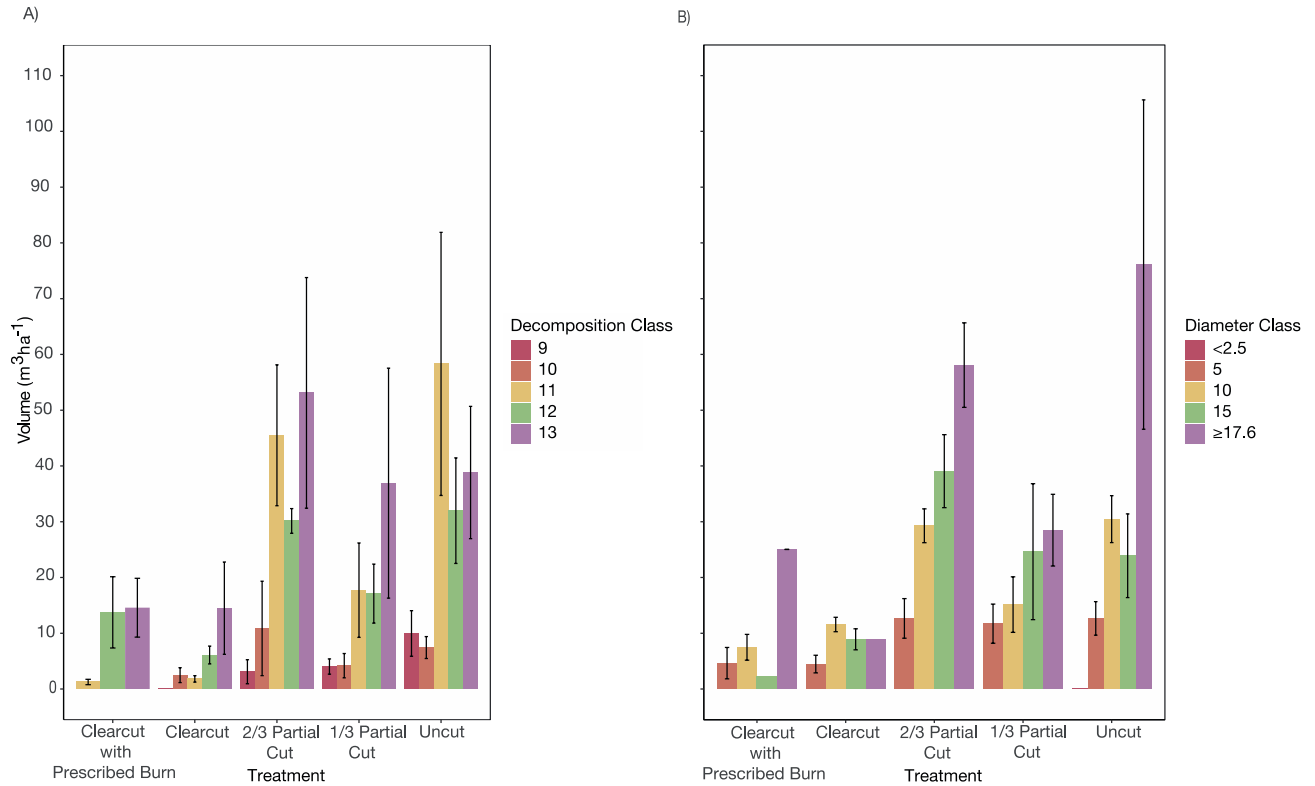 A)
B)
110
100
90
80
70
60
50
40
30
20
10
0
Volume (m³ha⁻¹)
Clearcut
with
Prescribed Burn
Clearcut
2/3 Partial
Cut
1/3 Partial
Cut
Uncut
Treatment
Decomposition Class
9
10
11
12
13
Clearcut
with
Prescribed Burn
Clearcut
2/3 Partial
Cut
1/3 Partial
Cut
Uncut
Treatment
Diameter Class
<2.5
5
10
15
≥17.6